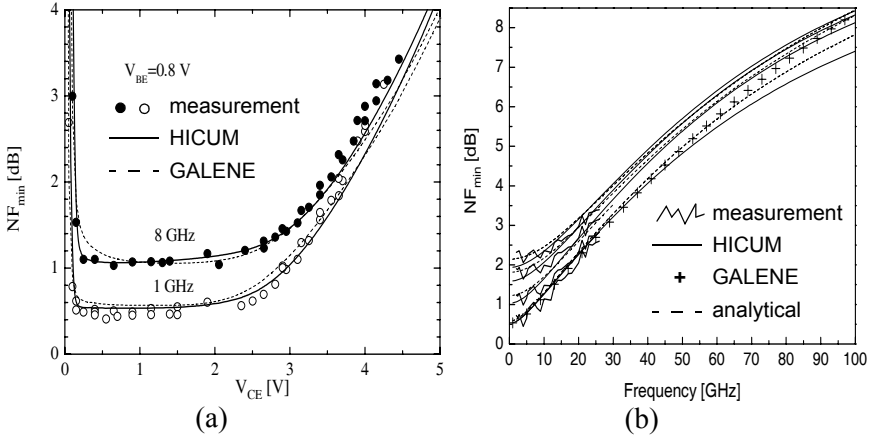 4
3
2
1
0
NF_min [dB]
V_BE=0.8 V
measurement
HICUM
GALENE
8 GHz
1 GHz
0 1 2 3 4 5
V_CE [V]
(a)
8
7
6
5
4
3
2
1
0
NF_min [dB]
measurement
HICUM
GALENE
analytical
0 10 20 30 40 50 60 70 80 90 100
Frequency [GHz]
(b)